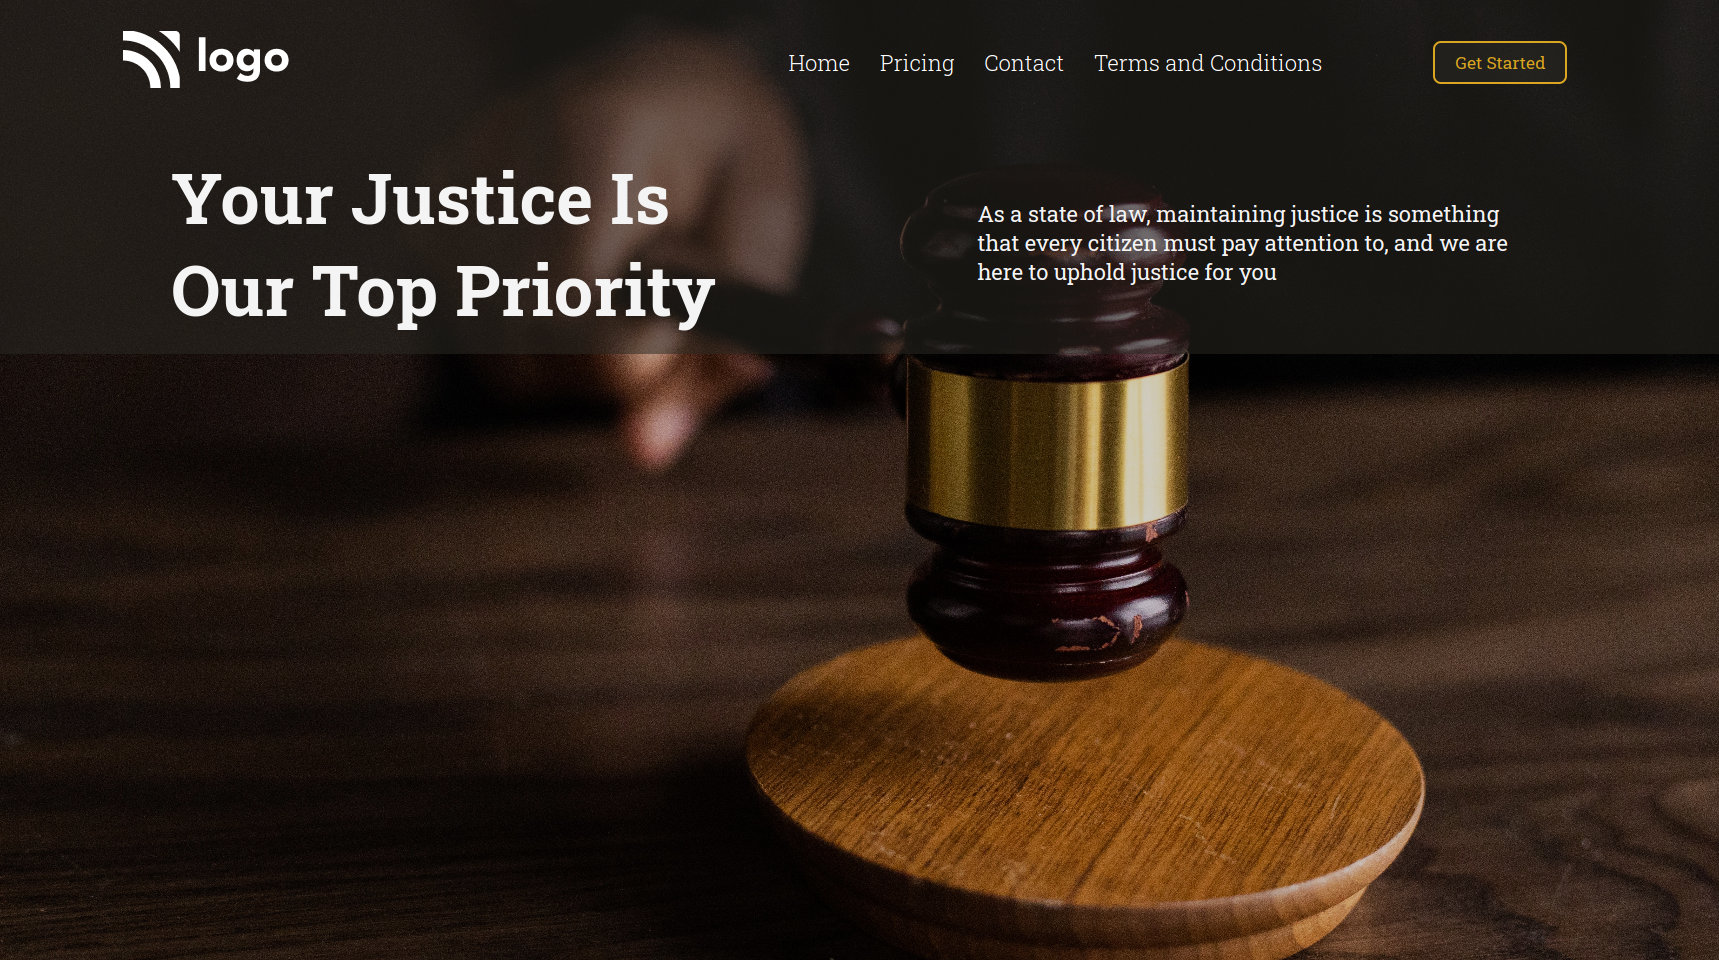 logo
Home Pricing Contact Terms and Conditions Get Started
Your Justice Is
Our Top Priority
As a state of law, maintaining justice is something
that every citizen must pay attention to, and we are
here to uphold justice for you